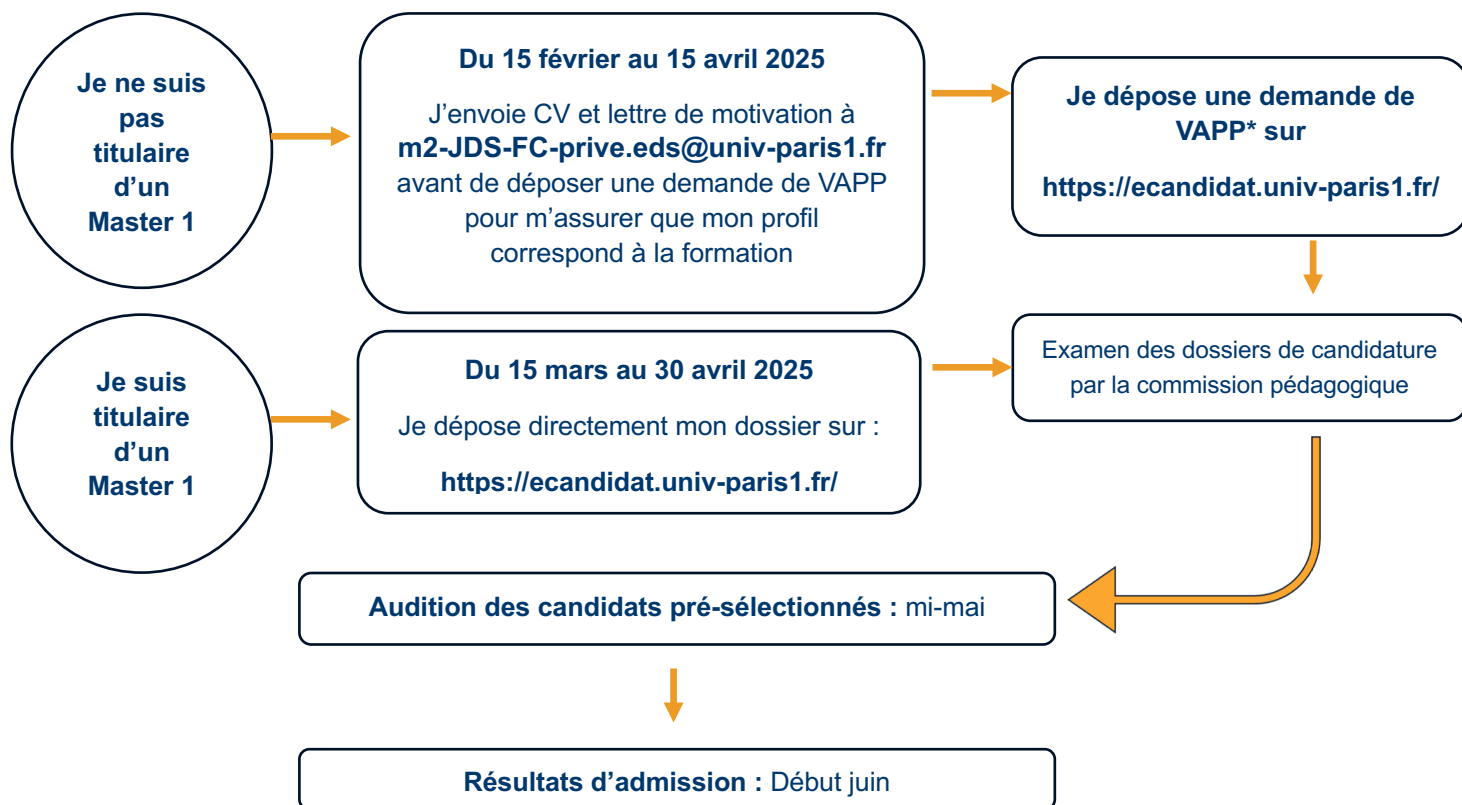 Je ne suis
pas
titulaire
d’un
Master 1
Du 15 février au 15 avril 2025
J’envoie CV et lettre de motivation à
m2-JDS-FC-prive.eds@univ-paris1.fr
avant de déposer une demande de VAPP
pour m’assurer que mon profil
correspond à la formation
Je dépose une demande de
VAPP* sur
https://ecandidat.univ-paris1.fr/
Je suis
titulaire
d’un
Master 1
Du 15 mars au 30 avril 2025
Je dépose directement mon dossier sur :
https://ecandidat.univ-paris1.fr/
Examen des dossiers de candidature
par la commission pédagogique
Audition des candidats pré-sélectionnés : mi-mai
Résultats d’admission : Début juin